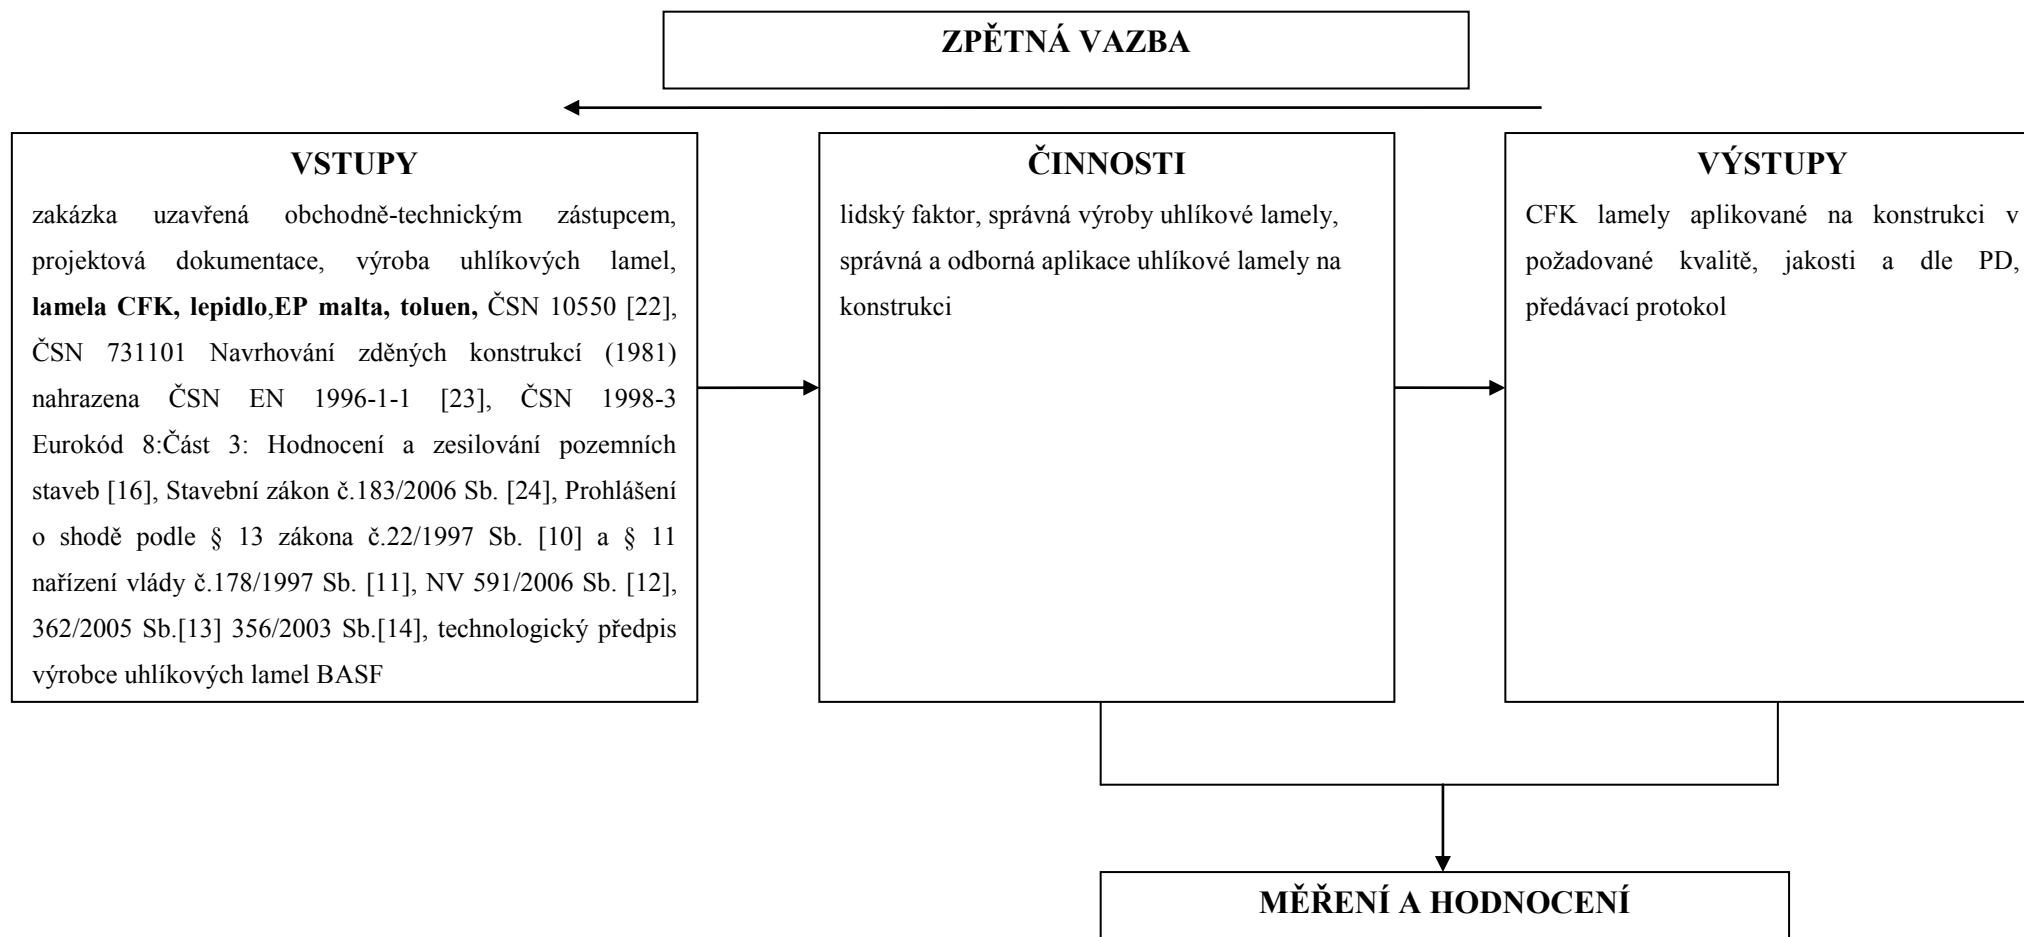 ZPĚTNÁ VAZBA
VSTUPY
zakázka uzavřená obchodně-technickým zástupcem,
projektová dokumentace, výroba uhlíkových lamel,
lamela CFK, lepidlo,EP malta, toluen, ČSN 10550 [22],
ČSN 731101 Navrhování zděných konstrukcí (1981)
nahrazena ČSN EN 1996-1-1 [23], ČSN 1998-3
Eurokód 8:Část 3: Hodnocení a zesilování pozemních
staveb [16], Stavební zákon č.183/2006 Sb. [24], Prohlášení
o shodě podle § 13 zákona č.22/1997 Sb. [10] a § 11
nařízení vlády č.178/1997 Sb. [11], NV 591/2006 Sb. [12],
362/2005 Sb.[13] 356/2003 Sb.[14], technologický předpis
výrobce uhlíkových lamel BASF
ČINNOSTI
lidský faktor, správná výroby uhlíkové lamely,
správná a odborná aplikace uhlíkové lamely na
konstrukci
VÝSTUPY
CFK lamely aplikované na konstrukci v
požadované kvalitě, jakosti a dle PD,
předávací protokol
MĚŘENÍ A HODNOCENÍ